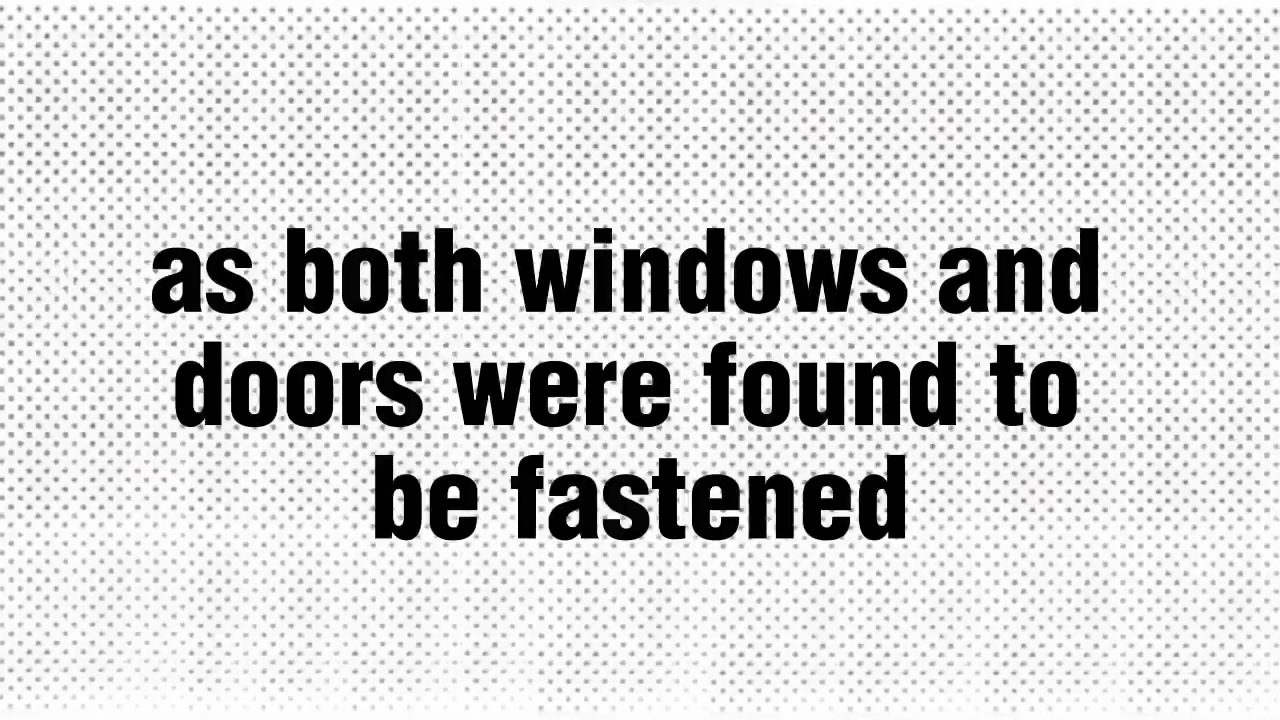 as both windows and
doors were found to
be fastened